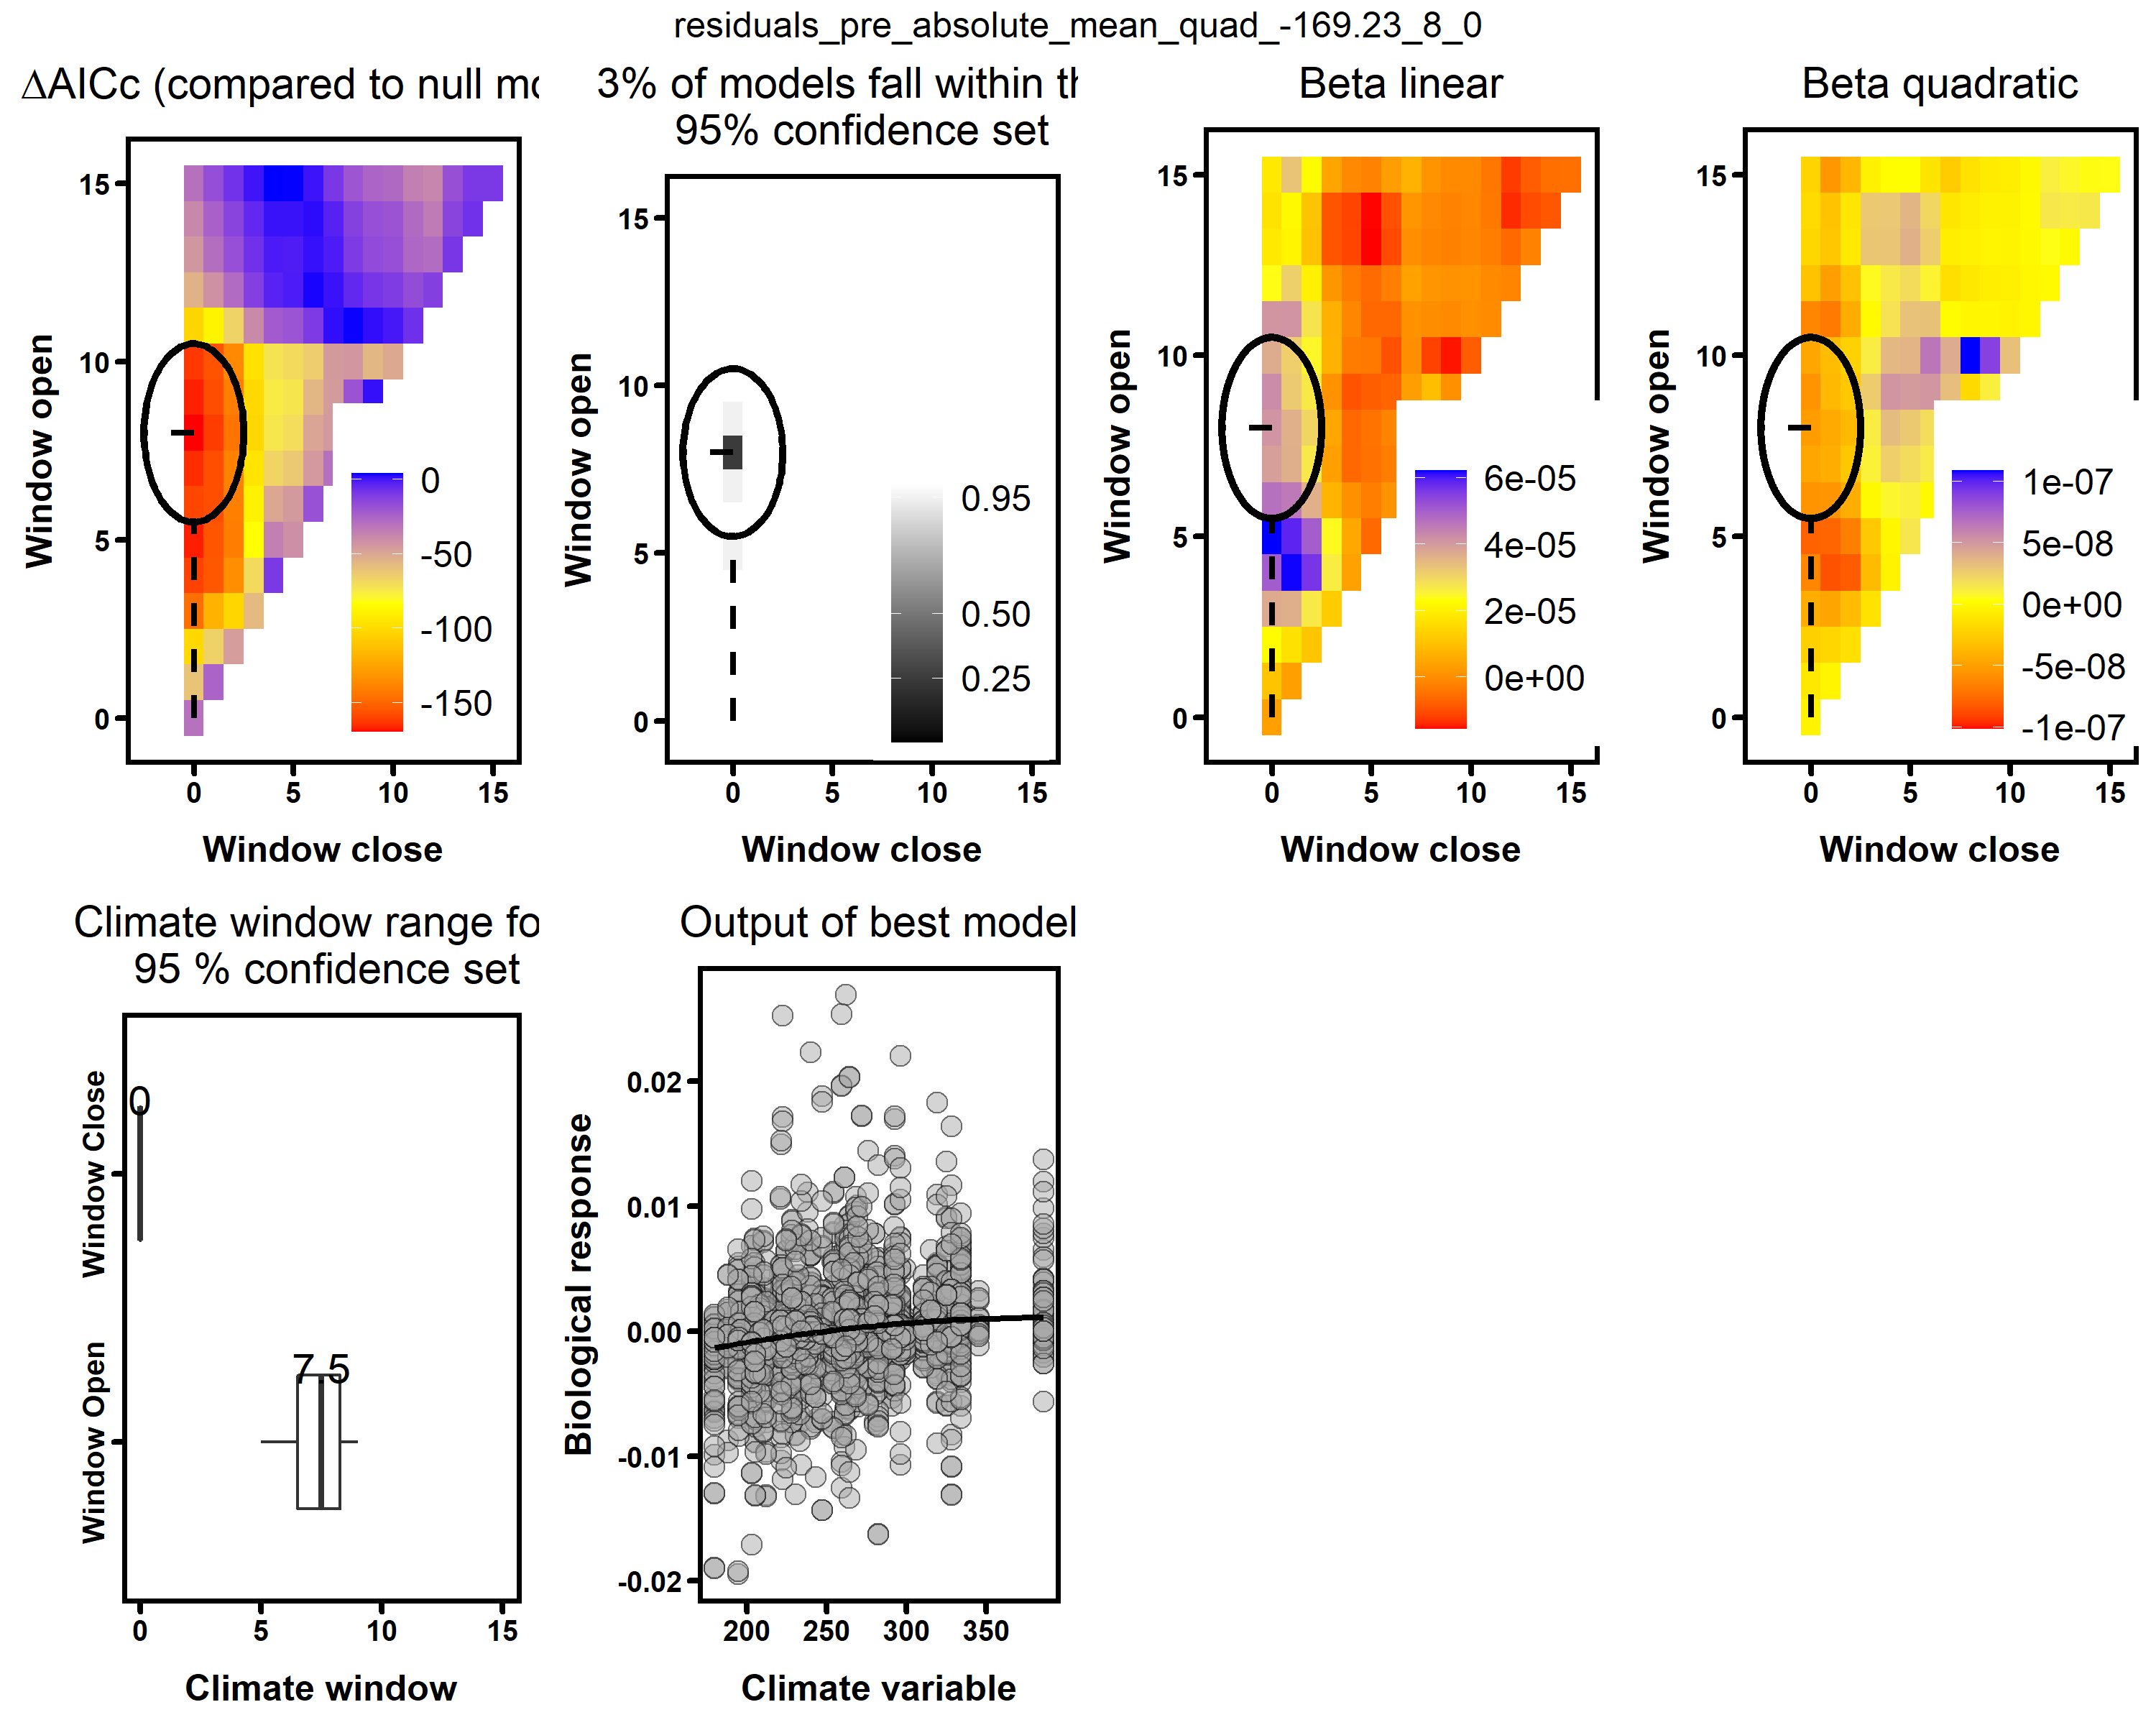 residuals_pre_absolute_mean_quad_-169.23_8_0
ΔAICc (compared to null mo
15
10
5
0
Window open
0
-50
-100
-150
0 5 10 15
Window close
3% of models fall within th
95% confidence set
15
10
5
0
Window open
0.95
0.50
0.25
0 5 10 15
Window close
Beta linear
15
10
5
0
Window open
6e-05
4e-05
2e-05
0e+00
0 5 10 15
Window close
Beta quadratic
15
10
5
0
Window open
1e-07
5e-08
0e+00
-5e-08
-1e-07
0 5 10 15
Window close
Climate window range fo
95 % confidence set
Window Close
0
Window Open
7.5
0 5 10 15
Climate window
Output of best model
0.02
0.01
0.00
-0.01
-0.02
Biological response
200 250 300 350
Climate variable